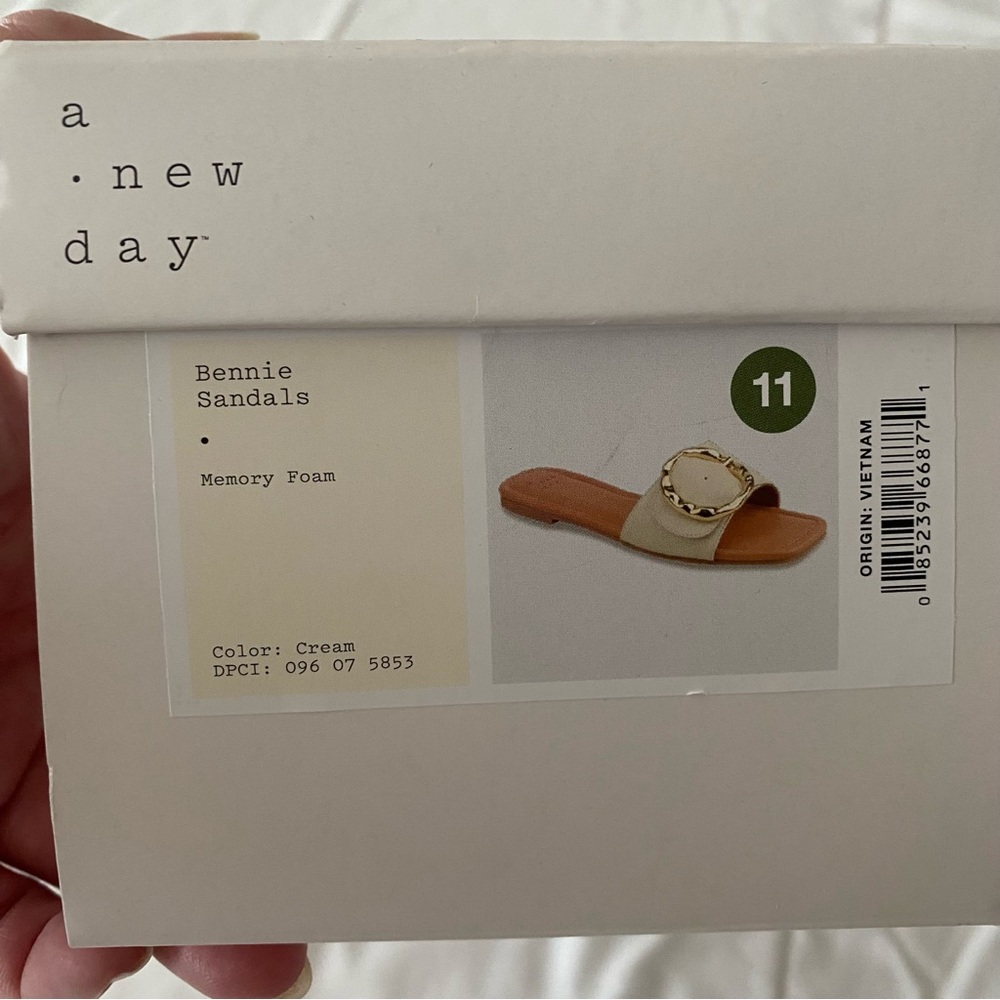 a
· new
day™
Bennie
Sandals
•
Memory Foam
Color: Cream
DPCI: 096 07 5853
11
ORIGIN: VIETNAM
0 85239 66877 1